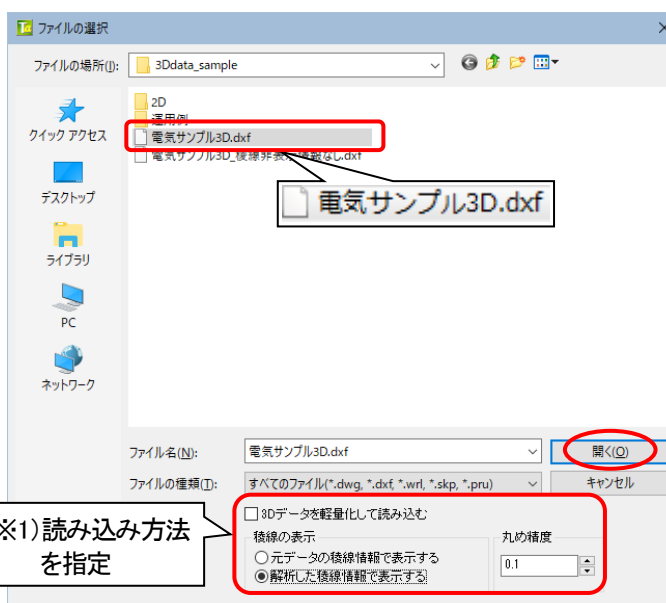 ファイルの選択
ファイルの場所(I):
3Ddata_sample
2D
運用例
電気サンプル3D.dxf
電気サンプル3D_稜線非表示情報なし.dxf
電気サンプル3D.dxf
クイック アクセス
デスクトップ
ライブラリ
PC
ネットワーク
ファイル名(N):
電気サンプル3D.dxf
開く(O)
ファイルの種類(T):
すべてのファイル(*.dwg, *.dxf, *.wrl, *.skp, *.pru)
キャンセル
※1)読み込み方法
を指定
3Dデータを軽量化して読み込む
稜線の表示
元データの稜線情報で表示する
解析した稜線情報で表示する
丸め精度
0.1